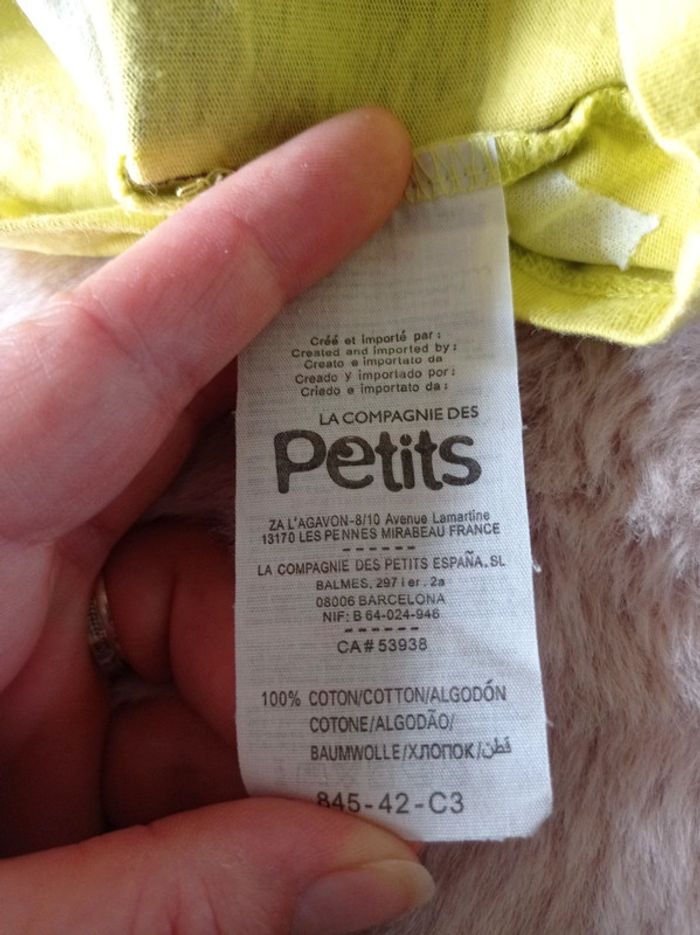 Créé et importé par :
Created and imported by :
Creato e importato da
Creado y importado por :
Criado e importato da :
LA COMPAGNIE DES
Petits
ZA L'AGAVON-8/10 Avenue Lamartine
13170 LES PENNES MIRABEAU FRANCE
------
LA COMPAGNIE DES PETITS ESPAÑA.SL
BALMES, 297 1er . 2a
08006 BARCELONA
NIF: B 64-024-946
------
CA# 53938
100% COTON/COTTON/ALGODÓN
COTONE/ALGODÃO/
BAUMWOLLE/ХЛОПОК/قطن
845-42-C3